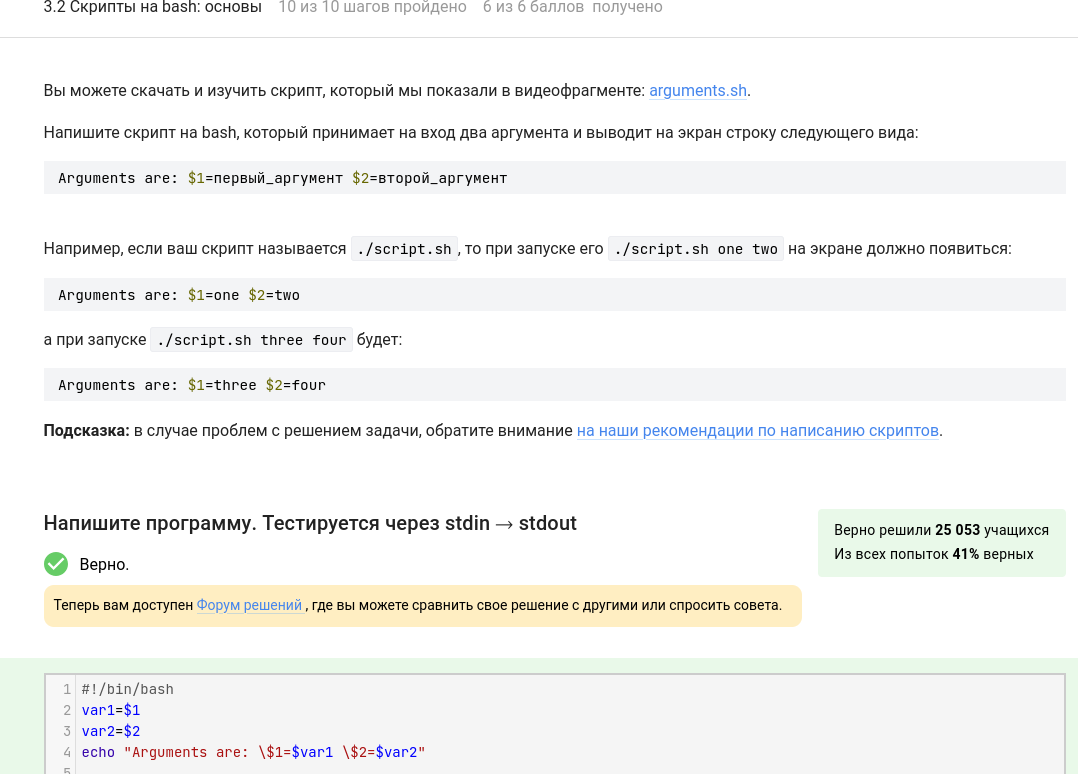 3.2 Скрипты на bash: основы 10 из 10 шагов пройдено 6 из 6 баллов получено
Вы можете скачать и изучить скрипт, который мы показали в видеофрагменте: arguments.sh.
Напишите скрипт на bash, который принимает на вход два аргумента и выводит на экран строку следующего вида:
Arguments are: $1=первый_аргумент $2=второй_аргумент
Например, если ваш скрипт называется ./script.sh, то при запуске его ./script.sh one two на экране должно появиться:
Arguments are: $1=one $2=two
а при запуске ./script.sh three four будет:
Arguments are: $1=three $2=four
Подсказка: в случае проблем с решением задачи, обратите внимание на наши рекомендации по написанию скриптов.
Напишите программу. Тестируется через stdin → stdout
Верно решили 25 053 учащихся
Из всех попыток 41% верных
Верно.
Теперь вам доступен Форум решений , где вы можете сравнить свое решение с другими или спросить совета.
1 #!/bin/bash
2 var1=$1
3 var2=$2
4 echo "Arguments are: \$1=$var1 \$2=$var2"
5